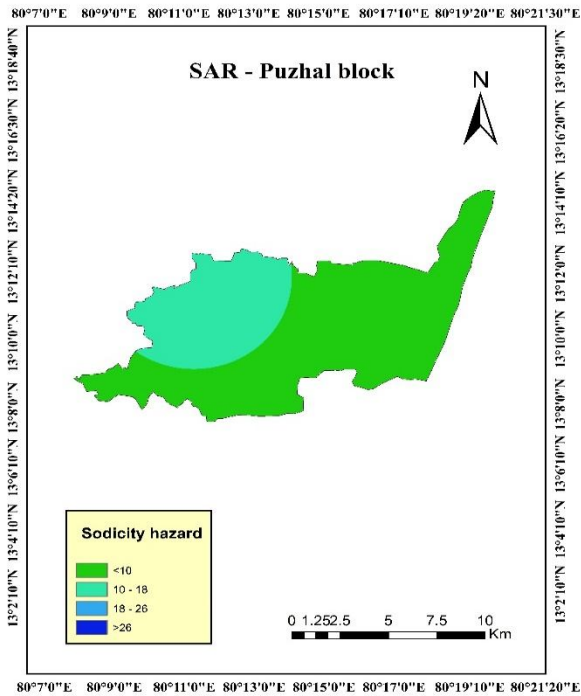 80°7'0"E 80°9'0"E 80°11'0"E 80°13'0"E 80°15'0"E 80°17'10"E 80°19'20"E 80°21'30"E
SAR - Puzhal block
N
13°18'40"N
13°16'30"N
13°14'20"N
13°12'10"N
13°10'0"N
13°8'0"N
13°6'10"N
13°4'10"N
13°2'10"N
13°18'30"N
13°16'20"N
13°14'10"N
13°12'0"N
13°10'0"N
13°8'0"N
13°6'0"N
13°4'0"N
13°2'0"N
Sodicity hazard
<10
10 - 18
18 - 26
>26
0 1.25 2.5 5 7.5 10
Km
80°7'0"E 80°9'0"E 80°11'0"E 80°13'0"E 80°15'0"E 80°17'0"E 80°19'10"E 80°21'20"E